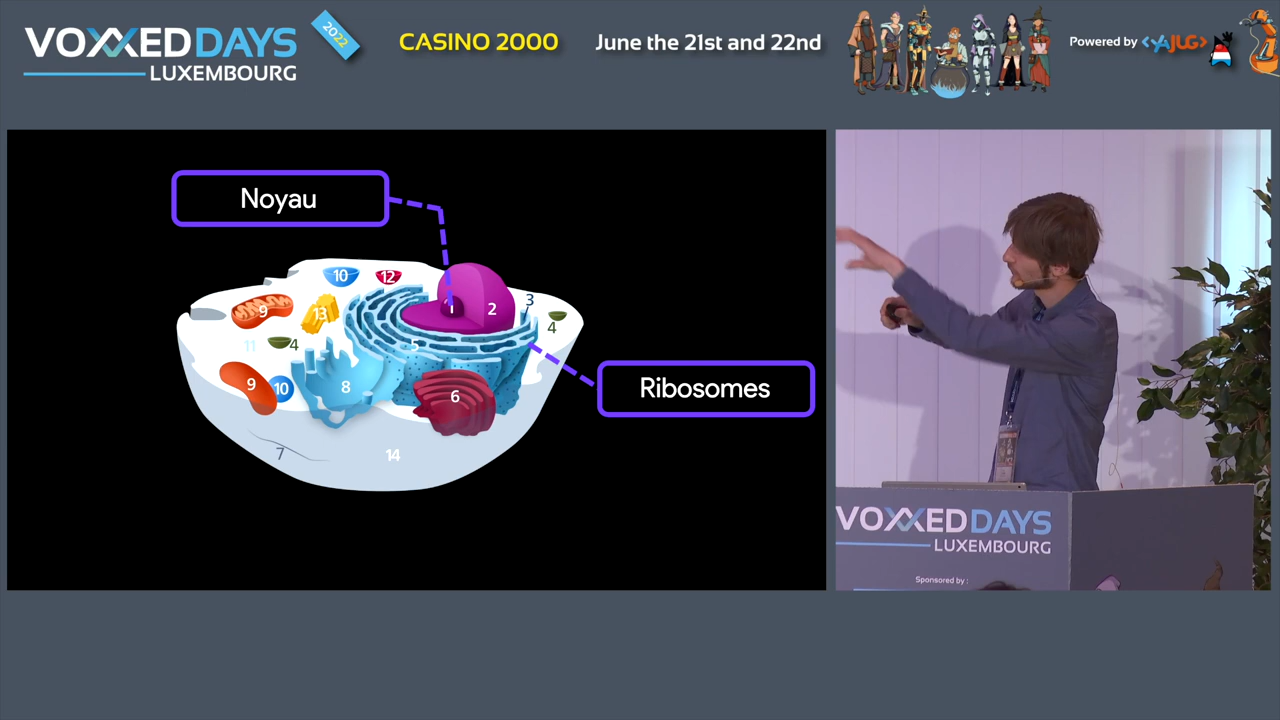 VOXXEDDAYS
LUXEMBOURG
2022
CASINO 2000
June the 21st and 22nd
Powered by <YAJUG>
Noyau
10
12
9
13
1
2
3
4
11
4
5
9
10
8
6
7
14
Ribosomes
VOXXEDDAYS
LUXEMBOURG
Sponsored by :